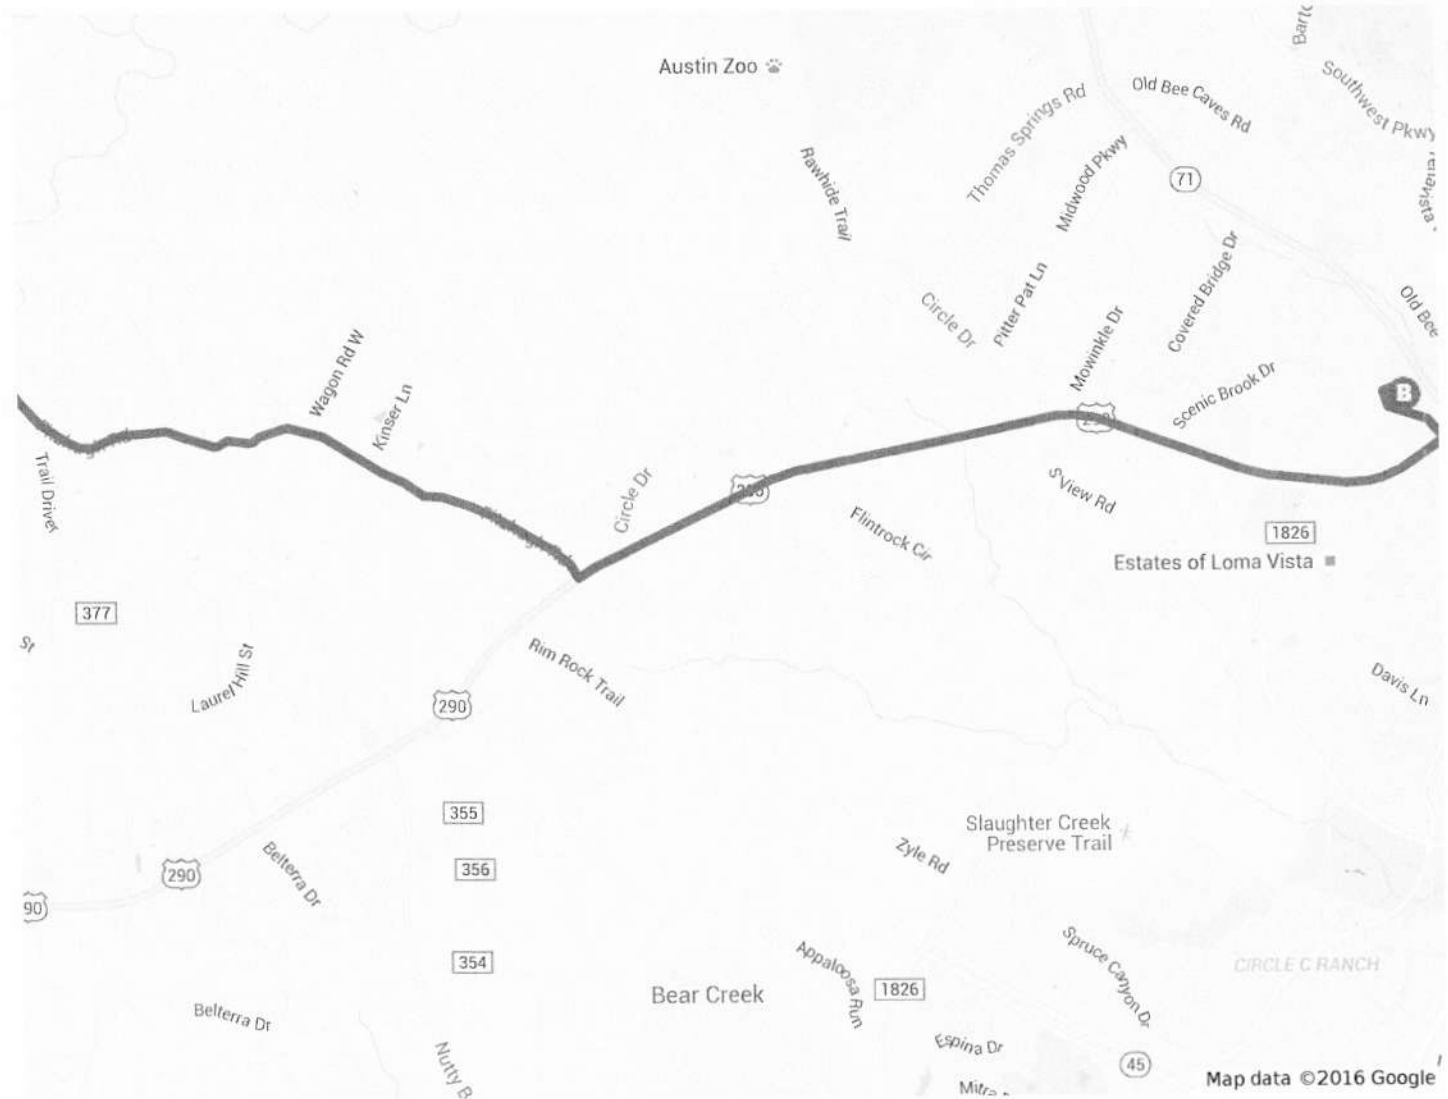 Austin Zoo
Old Bee Caves Rd
Southwest Pkwy
Thomas Springs Rd
Midwood Pkwy
Rawhide Trail
71
Covered Bridge Dr
Pitter Pat Ln
Circle Dr
Mowinkle Dr
Old Bee
Wagon Rd W
Kinser Ln
Scenic Brook Dr
B
290
Trail Driver
Circle Dr
S View Rd
Flintrock Cir
1826
Estates of Loma Vista
377
St
Laurel Hill St
Rim Rock Trail
Davis Ln
290
355
Slaughter Creek
Preserve Trail
Zyle Rd
356
290
Belterra Dr
90
354
Bear Creek
Appaloosa Run
1826
Spruce Canyon Dr
CIRCLE C RANCH
Belterra Dr
Nutty B
Espina Dr
45
Map data ©2016 Google